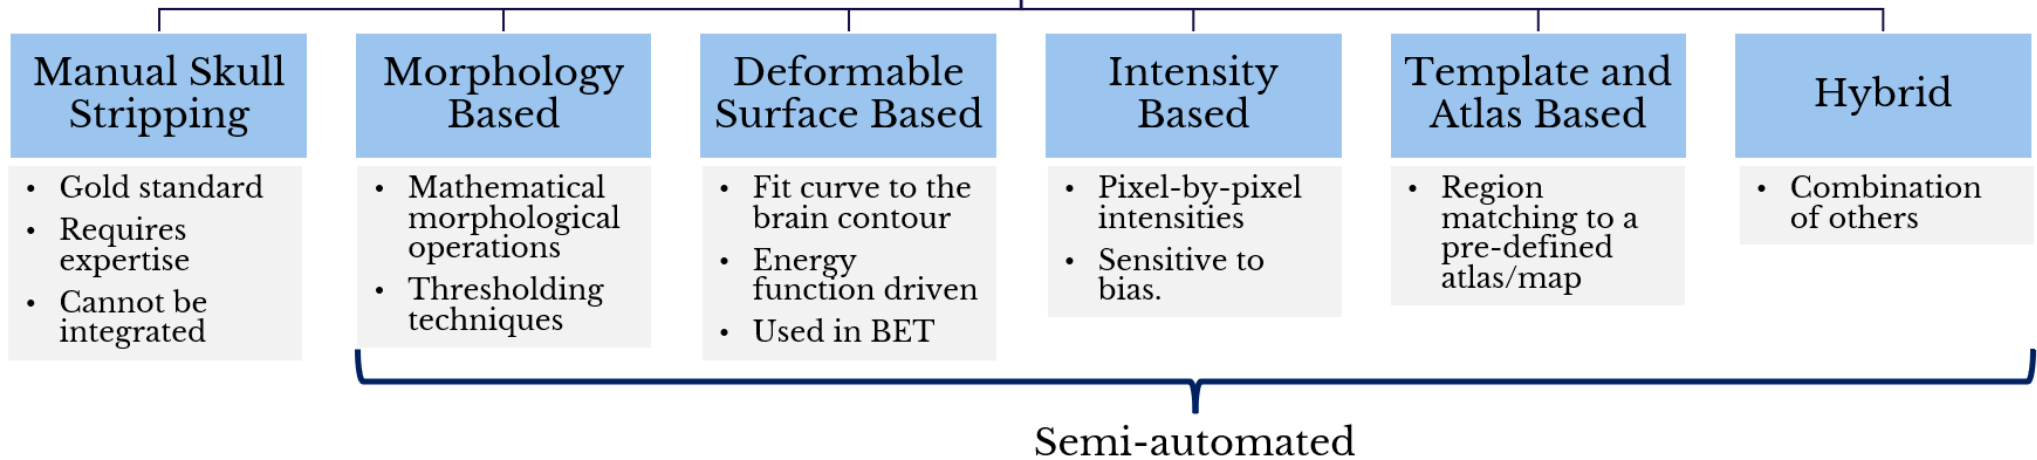 Manual Skull
Stripping
• Gold standard
• Requires
expertise
• Cannot be
integrated
Morphology
Based
• Mathematical
morphological
operations
• Thresholding
techniques
Deformable
Surface Based
• Fit curve to the
brain contour
• Energy
function driven
• Used in BET
Intensity
Based
• Pixel-by-pixel
intensities
• Sensitive to
bias.
Template and
Atlas Based
• Region
matching to a
pre-defined
atlas/map
Hybrid
• Combination
of others
Semi-automated